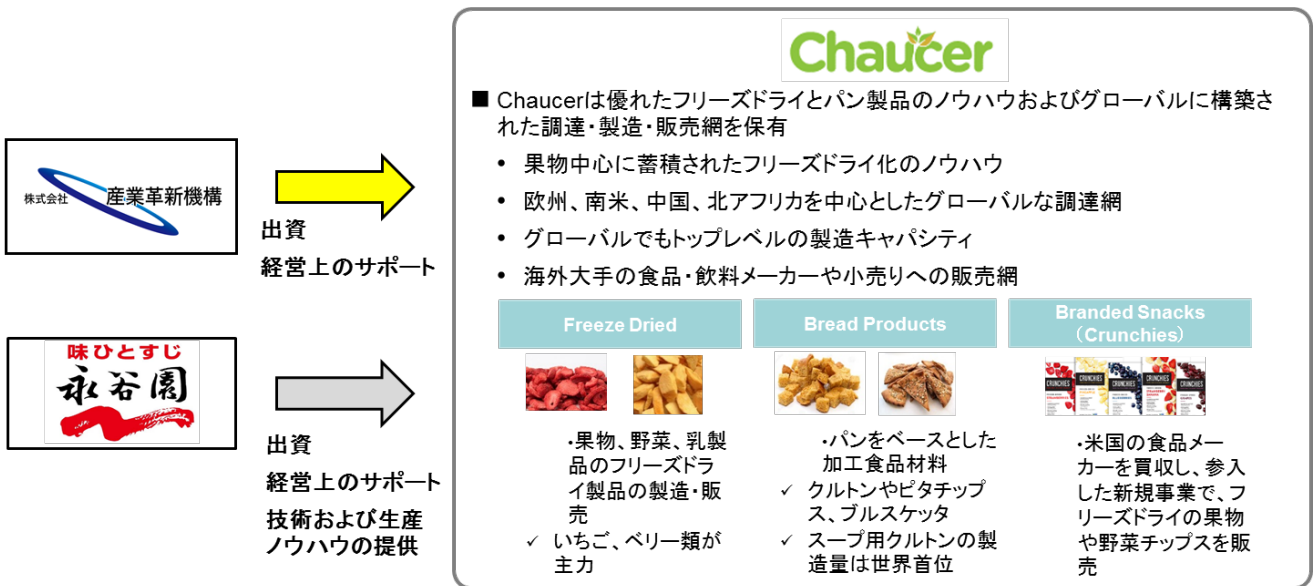 Chaucer
■ Chaucerは優れたフリーズドライとパン製品のノウハウおよびグローバルに構築さ
れた調達・製造・販売網を保有
• 果物中心に蓄積されたフリーズドライ化のノウハウ
• 欧州、南米、中国、北アフリカを中心としたグローバルな調達網
• グローバルでもトップレベルの製造キャパシティ
• 海外大手の食品・飲料メーカーや小売りへの販売網
株式会社 産業革新機構
出資
経営上のサポート
味ひとすじ
永谷園
出資
経営上のサポート
技術および生産
ノウハウの提供
Freeze Dried
・果物、野菜、乳製
品のフリーズドラ
イ製品の製造・販
売
✓ いちご、ベリー類が
主力
Bread Products
・パンをベースとした
加工食品材料
✓ クルトンやピタチップ
ス、ブルスケッタ
✓ スープ用クルトンの製
造量は世界首位
Branded Snacks
（Crunchies）
CRUNCHIES
CRUNCHIES
CRUNCHIES
CRUNCHIES
CRUNCHIES
・米国の食品メー
カーを買収し、参入
した新規事業で、フ
リーズドライの果物
や野菜チップスを販
売